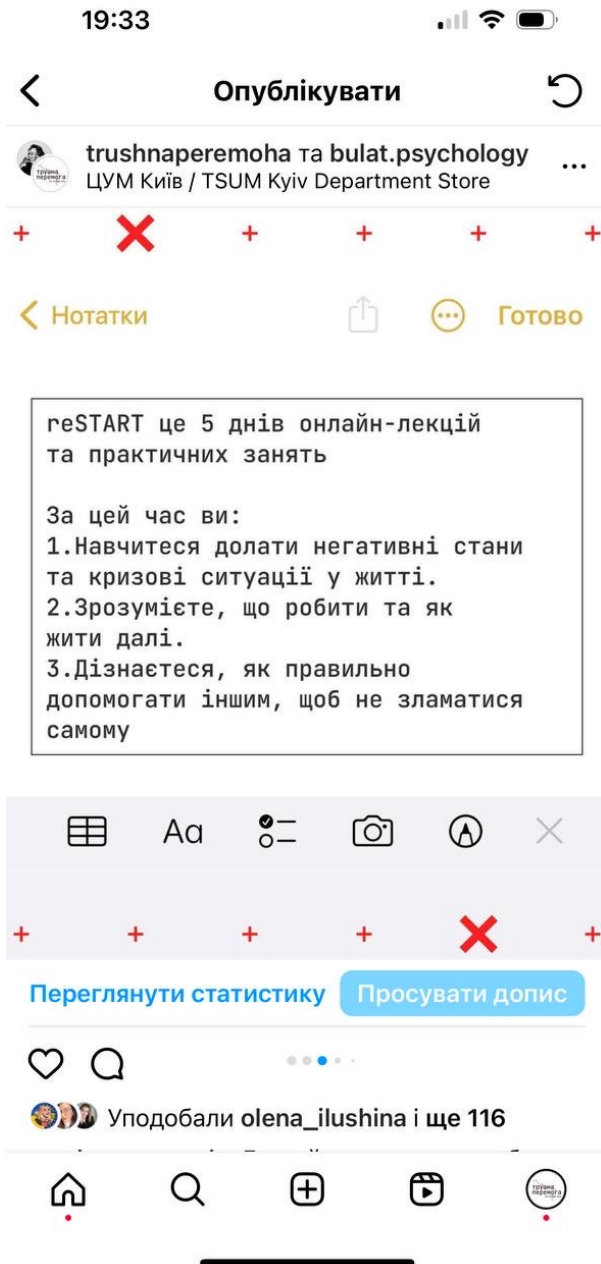 19:33
Опублікувати
trushnaperemoha та bulat.psychology
ЦУМ Київ / TSUM Kyiv Department Store
Нотатки
Готово
reSTART це 5 днів онлайн-лекцій
та практичних занять
За цей час ви:
1.Навчитеся долати негативні стани
та кризові ситуації у житті.
2.Зрозумієте, що робити та як
жити далі.
3.Дізнаєтеся, як правильно
допомогати іншим, щоб не зламатися
самому
Aa
Переглянути статистику
Просувати допис
Уподобали olena_ilushina і ще 116